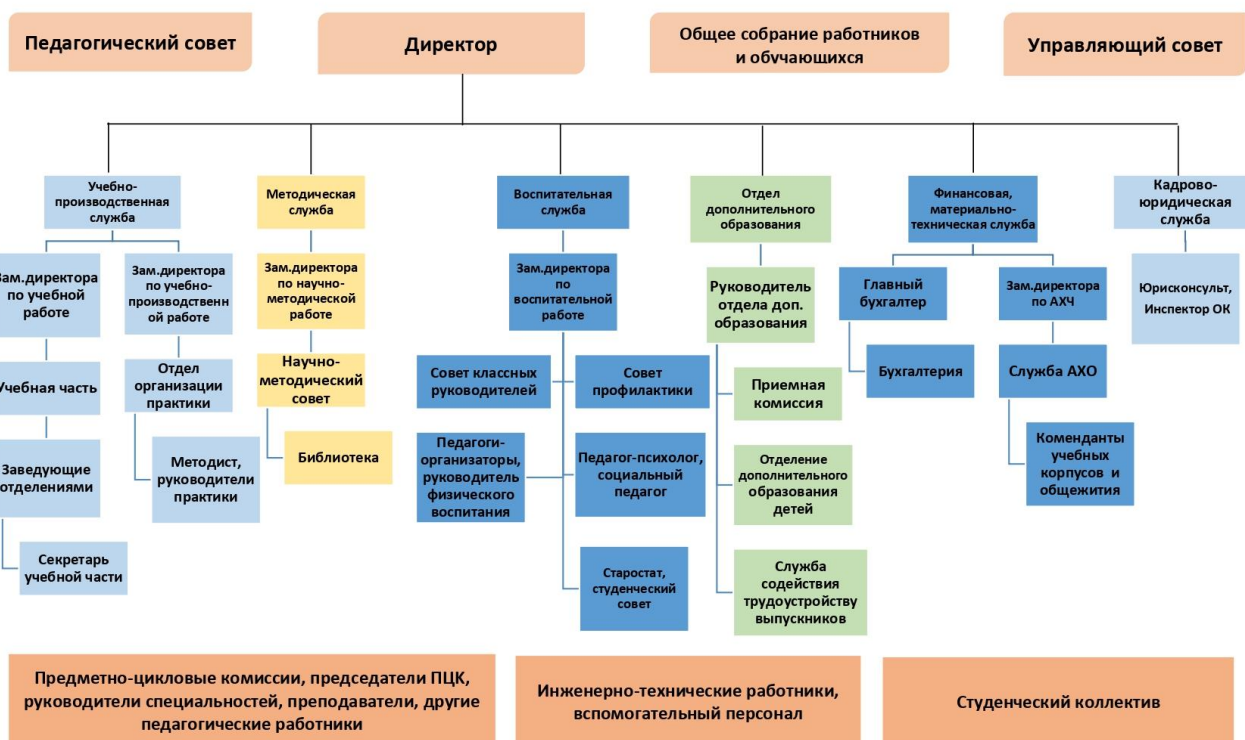 Педагогический совет
Директор
Общее собрание работников
и обучающихся
Управляющий совет
Учебно-
производственная
служба
Методическая
служба
Воспитательная
служба
Отдел
дополнительного
образования
Финансовая,
материально-
техническая служба
Кадрово-
юридическая
служба
Зам.директора
по учебной
работе
Зам.директора
по учебно-
производственн
ой работе
Зам.директора
по научно-
методической
работе
Зам.директора
по
воспитательной
работе
Руководитель
отдела доп.
образования
Главный
бухгалтер
Зам.директора
по АХЧ
Юрисконсульт,
Инспектор ОК
Учебная часть
Отдел
организации
практики
Научно-
методический
совет
Совет классных
руководителей
Совет
профилактики
Приемная
комиссия
Бухгалтерия
Служба АХО
Заведующие
отделениями
Методист,
руководители
практики
Библиотека
Педагоги-
организаторы,
руководитель
физического
воспитания
Педагог-психолог,
социальный
педагог
Отделение
дополнительного
образования
детей
Коменданты
учебных
корпусов и
общежития
Секретарь
учебной части
Старостат,
студенческий
совет
Служба
содействия
трудоустройству
выпускников
Предметно-цикловые комиссии, председатели ПЦК,
руководители специальностей, преподаватели, другие
педагогические работники
Инженерно-технические работники,
вспомогательный персонал
Студенческий коллектив